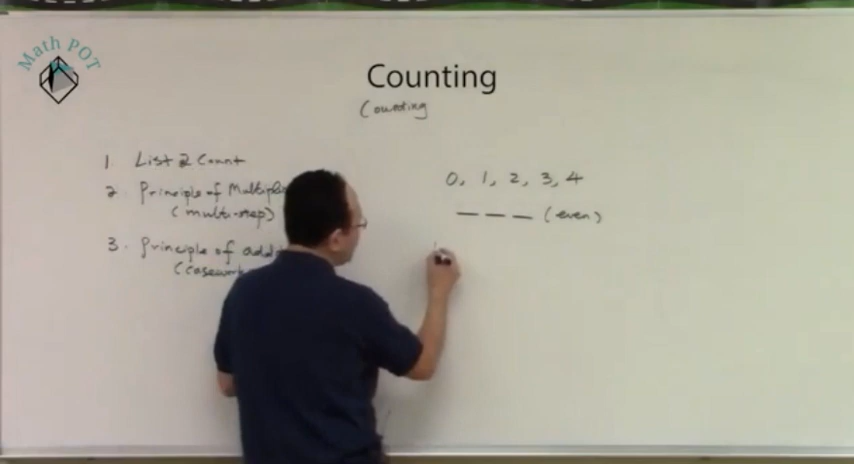 Math POT
Counting
Counting
1. List & Count
2. Principle of
(multi-step)
3. Principle of
0, 1, 2, 3, 4
_ _ _ (even)